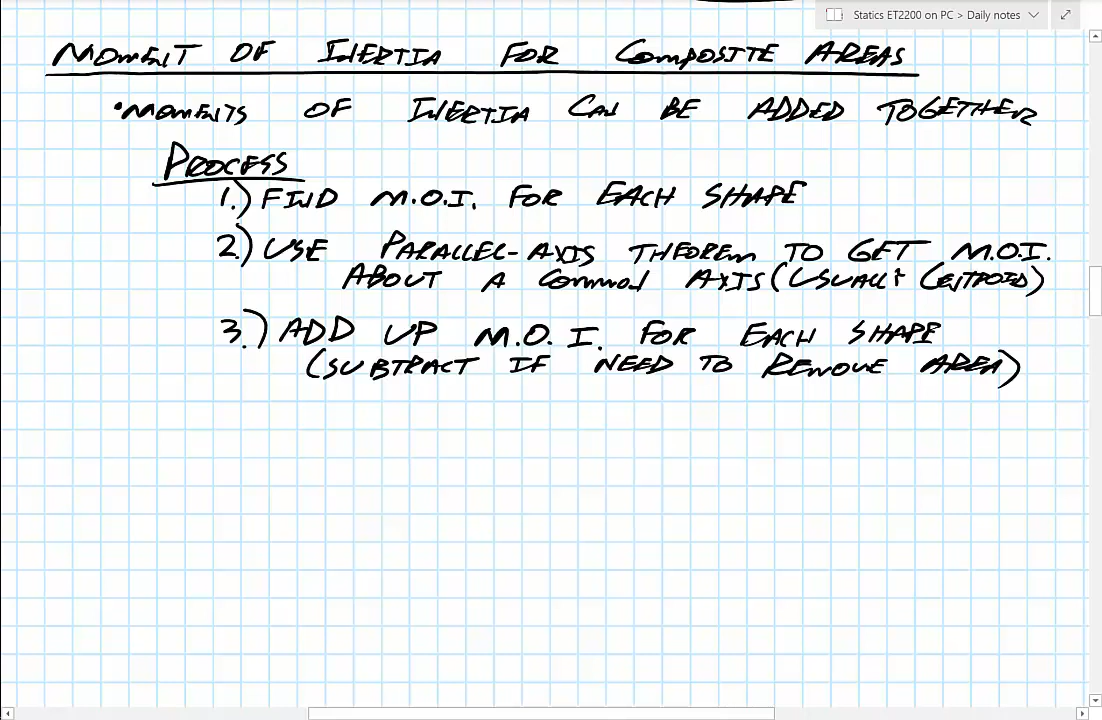 Statics ET2200 on PC > Daily notes
MOMENT OF INERTIA FOR COMPOSITE AREAS
•MOMENTS OF INERTIA CAN BE ADDED TOGETHER
PROCESS
1.) FIND M.O.I. FOR EACH SHAPE
2.) USE PARALLEL-AXIS THEOREM TO GET M.O.I.
ABOUT A COMMON AXIS (USUALLY CENTROID)
3.) ADD UP M.O.I. FOR EACH SHAPE
(SUBTRACT IF NEED TO REMOVE AREA)